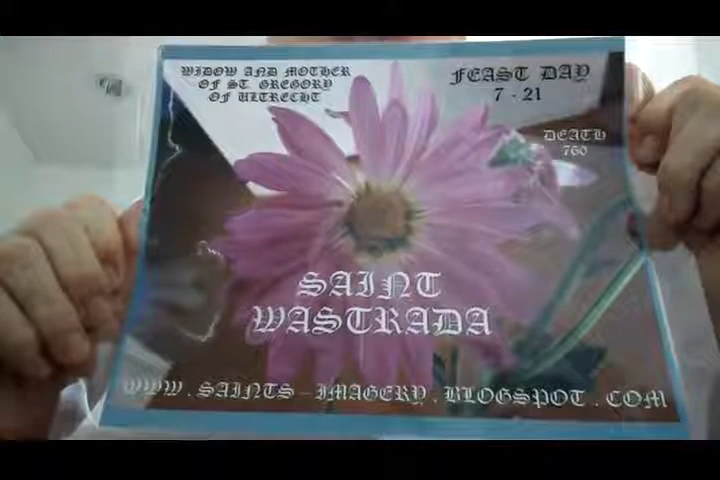 WIDOW AND MOTHER
OF ST. GREGORY
OF ULTRECHT
FEAST DAY
7 - 21
DEATH
760
SAINT
WASTRADA
WWW.SAINTS-IMAGERY.BLOGSPOT.COM